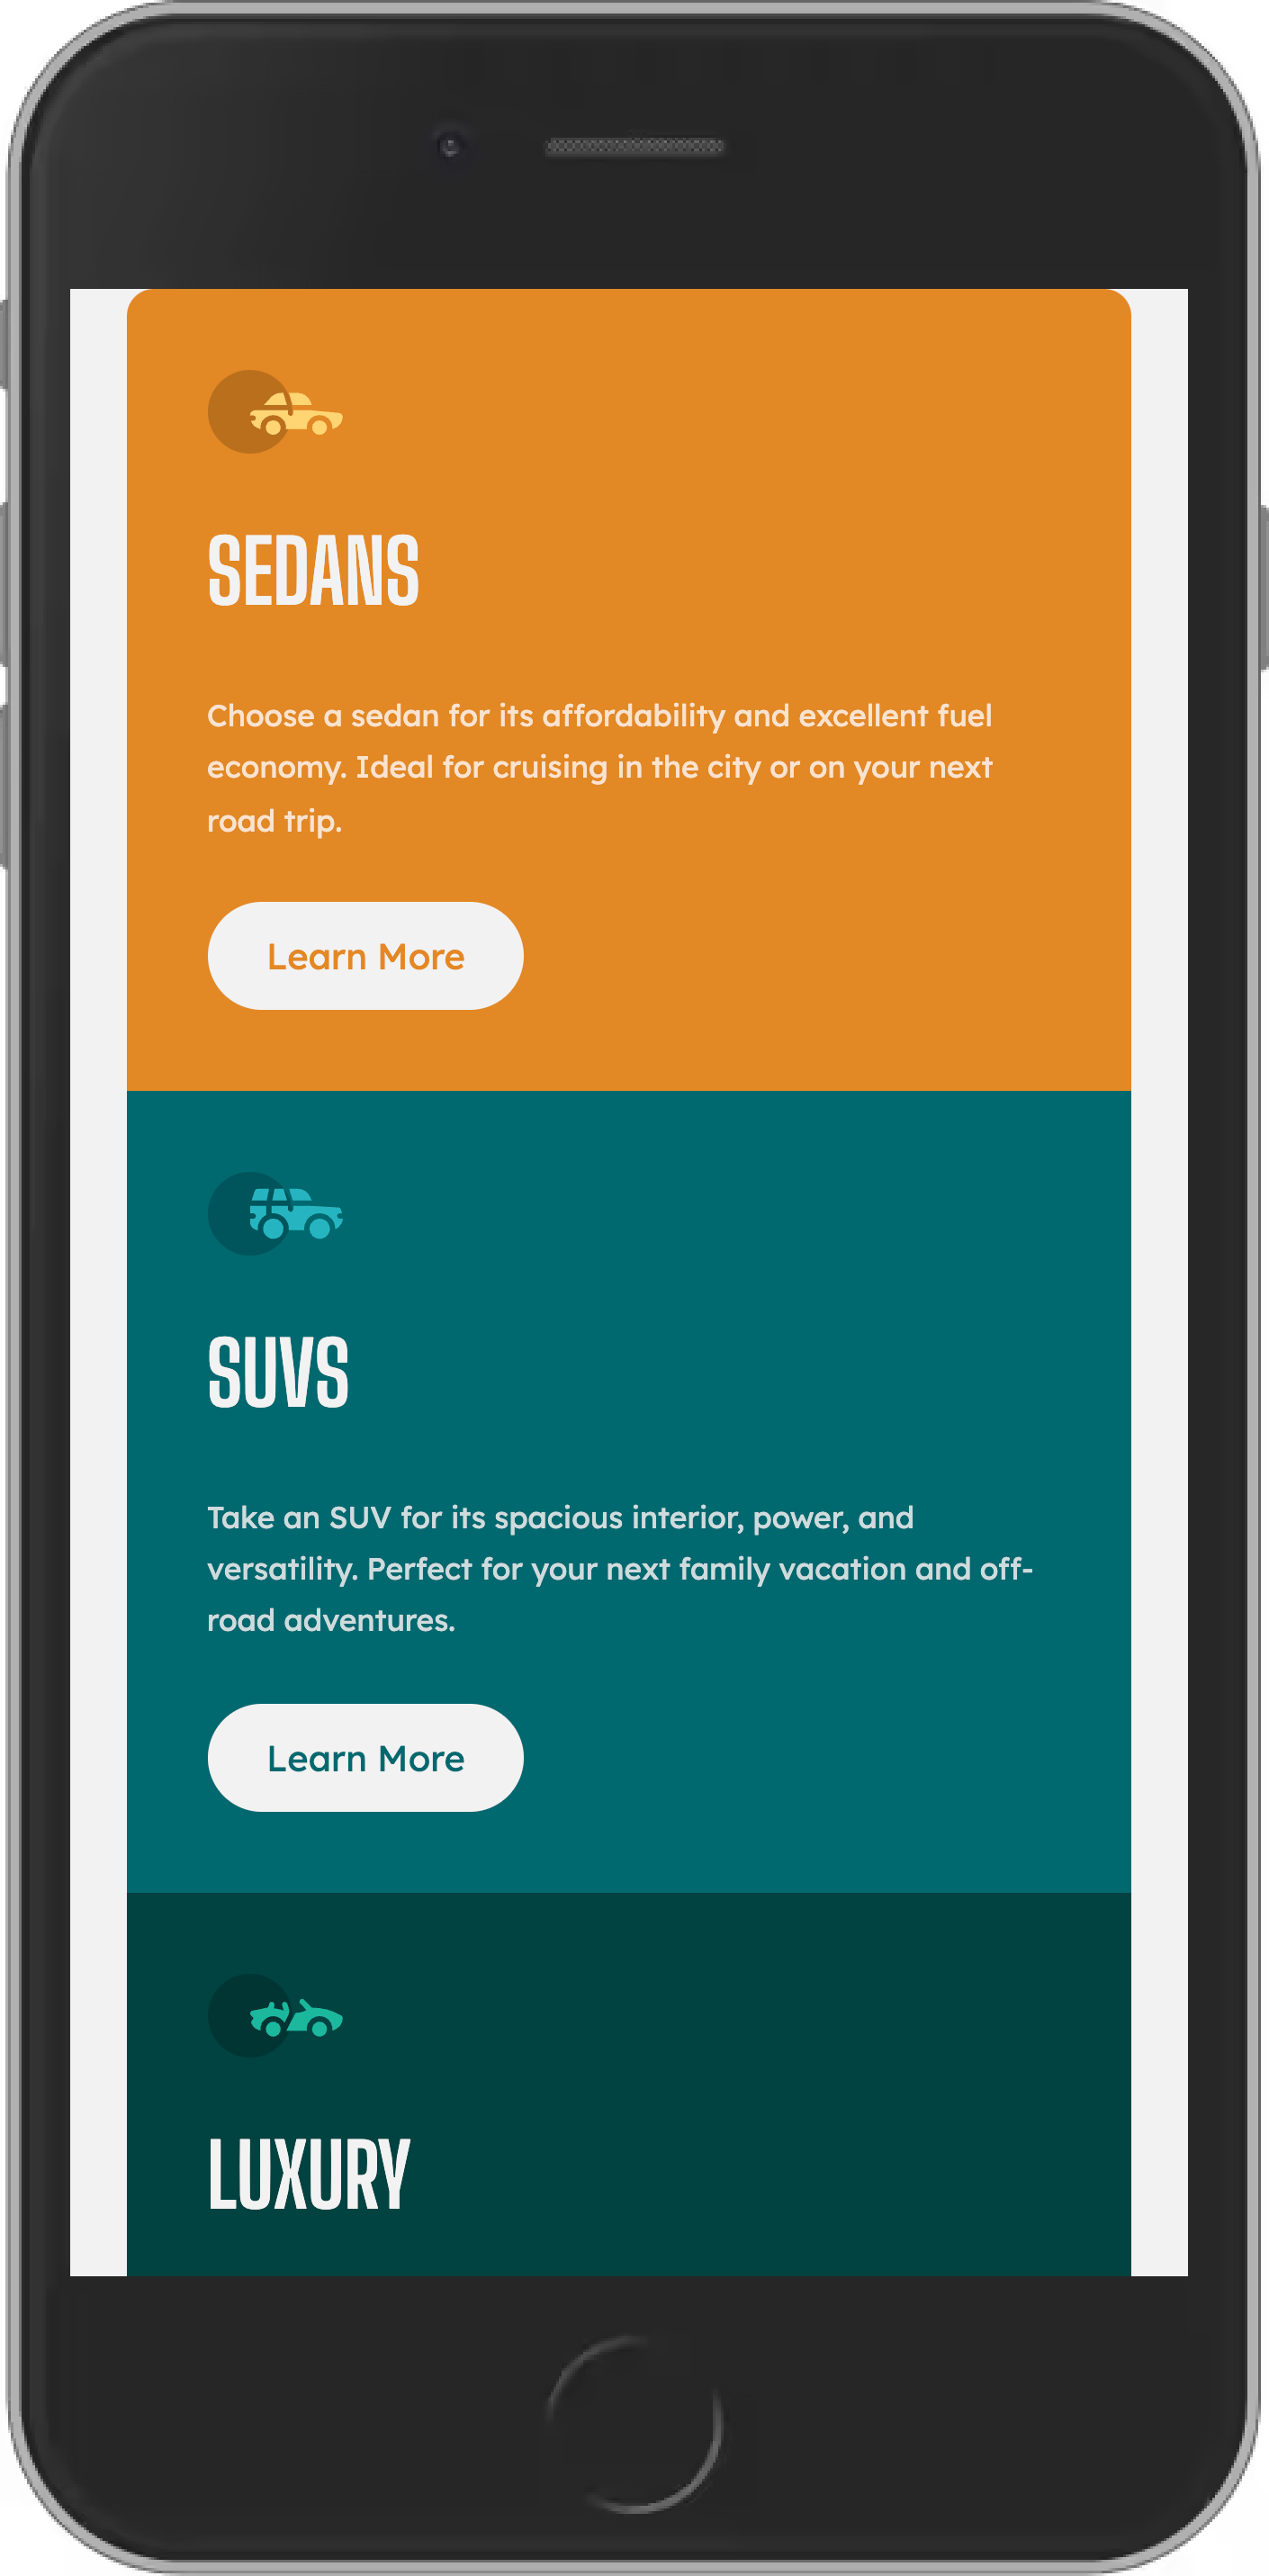 SEDANS
Choose a sedan for its affordability and excellent fuel
economy. Ideal for cruising in the city or on your next
road trip.
Learn More
SUVS
Take an SUV for its spacious interior, power, and
versatility. Perfect for your next family vacation and off-
road adventures.
Learn More
LUXURY